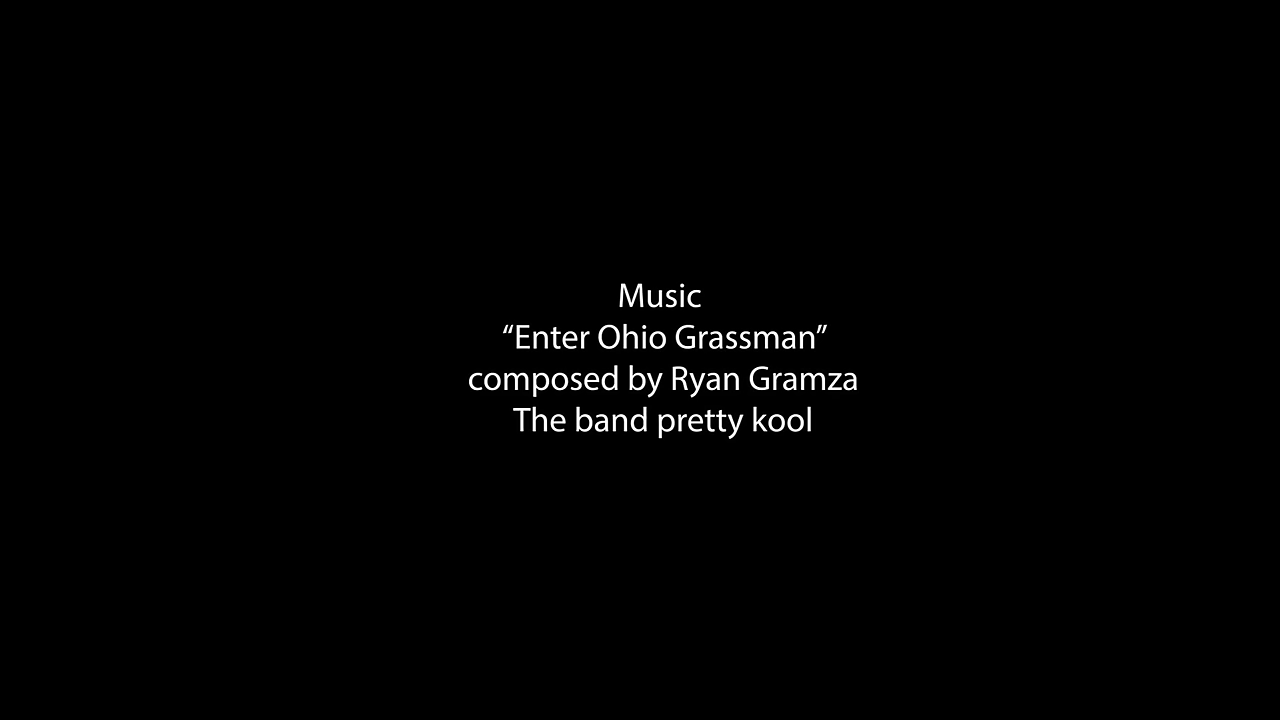 Music
“Enter Ohio Grassman”
composed by Ryan Gramza
The band pretty kool